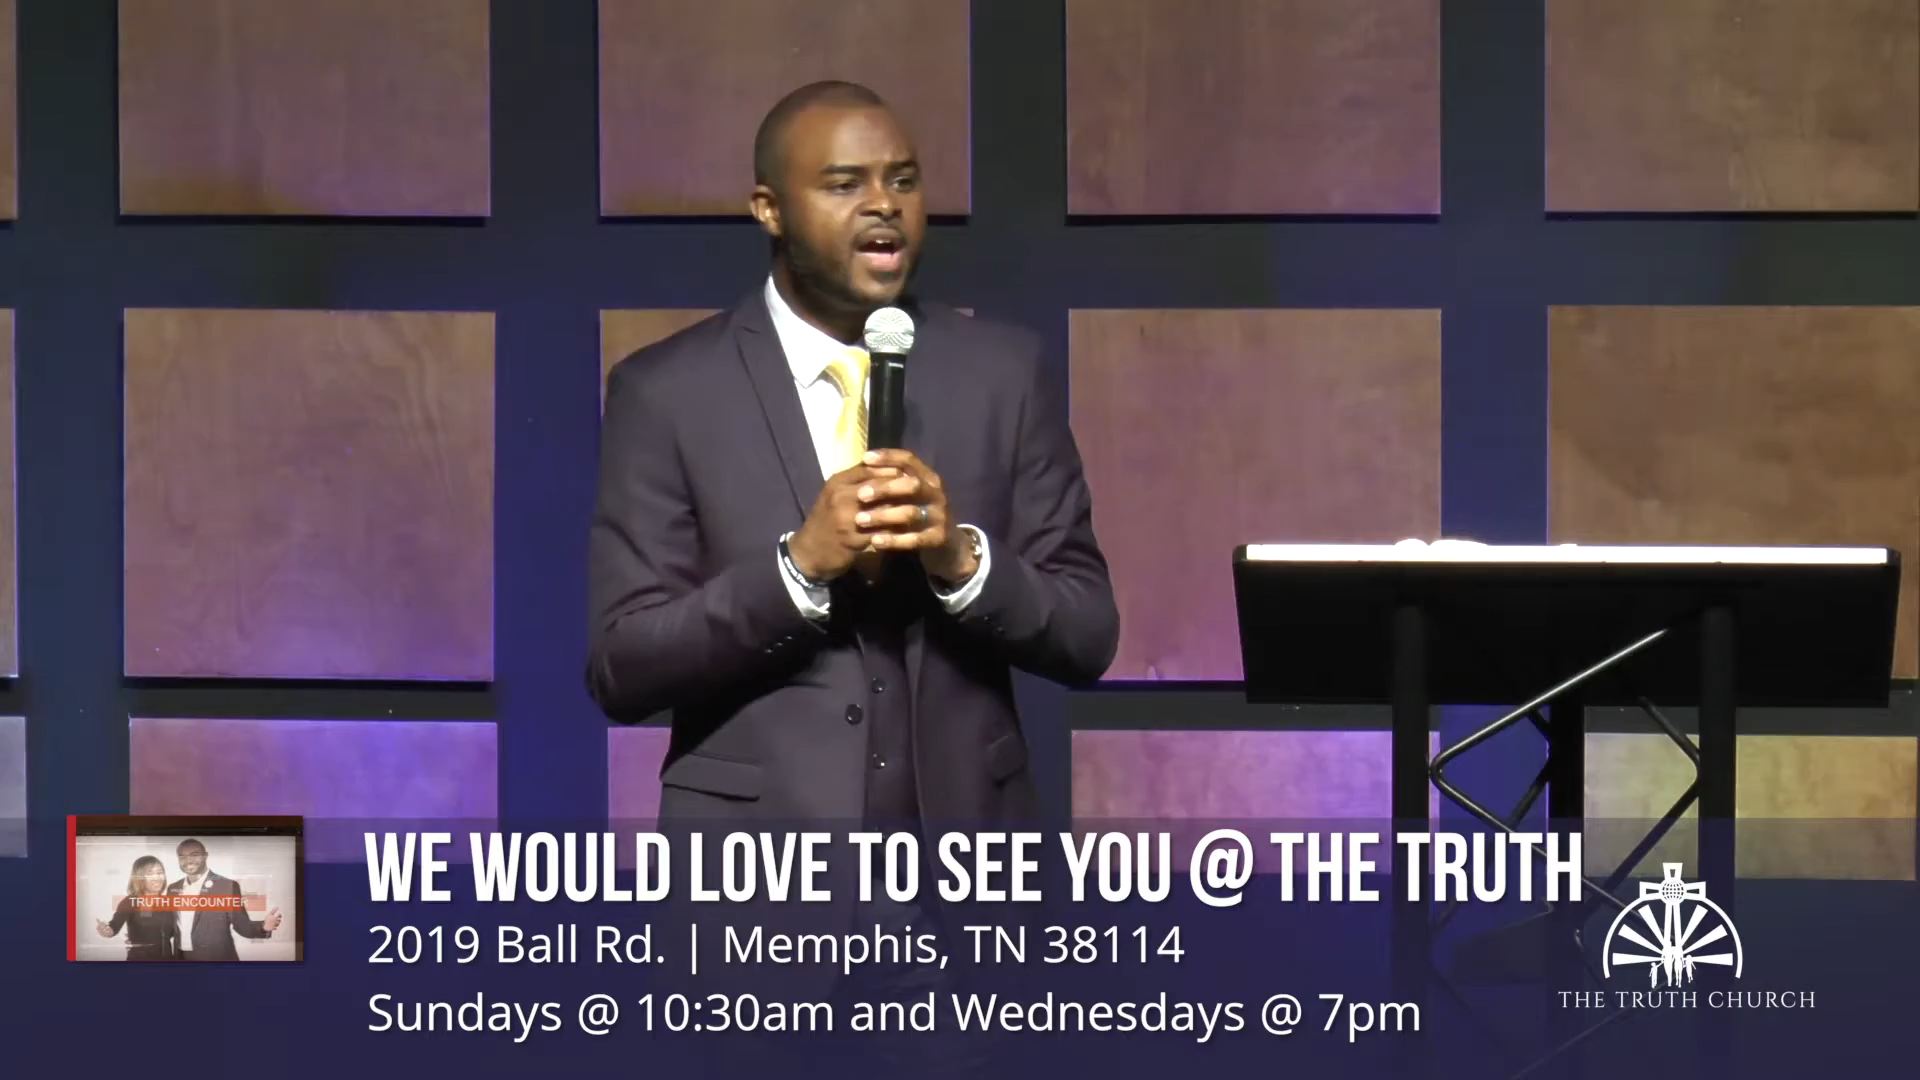 WE WOULD LOVE TO SEE YOU @ THE TRUTH
TRUTH ENCOUNTER
2019 Ball Rd. | Memphis, TN 38114
Sundays @ 10:30am and Wednesdays @ 7pm
THE TRUTH CHURCH